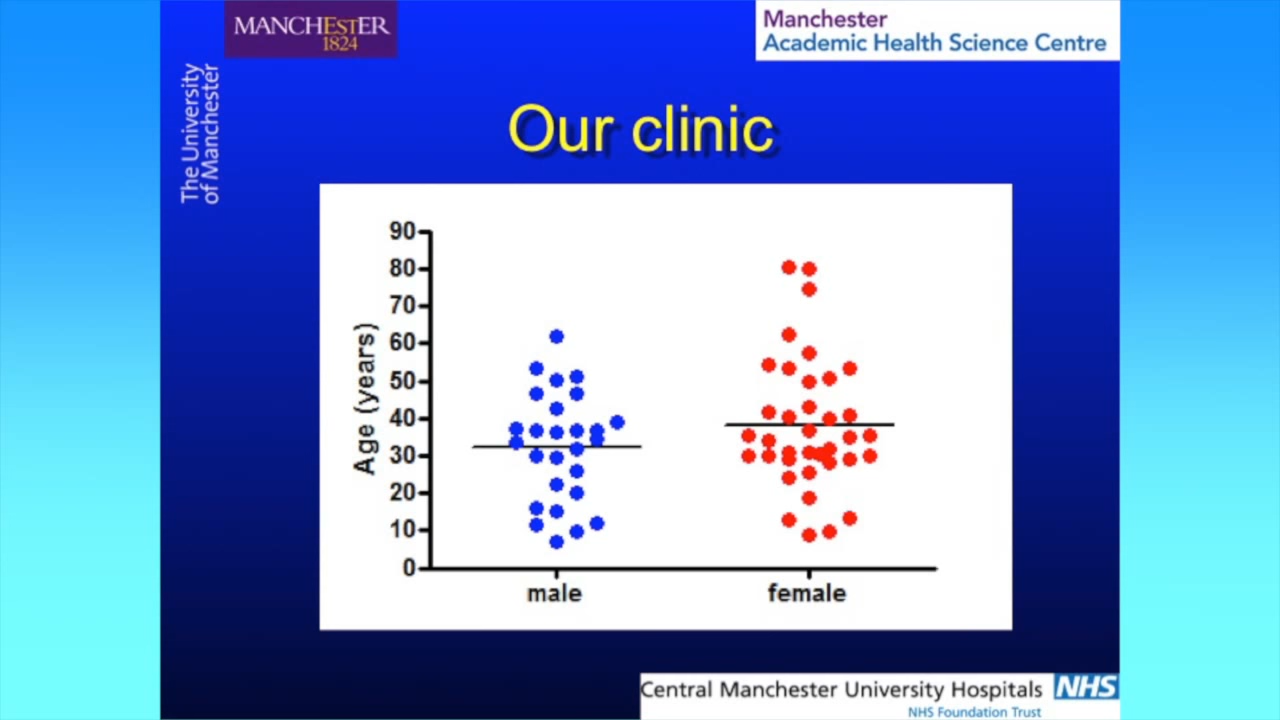 MANCHESTER
1824
The University
of Manchester
Manchester
Academic Health Science Centre
Our clinic
90
80
70
60
50
40
30
20
10
0
Age (years)
male
female
Central Manchester University Hospitals NHS
NHS Foundation Trust